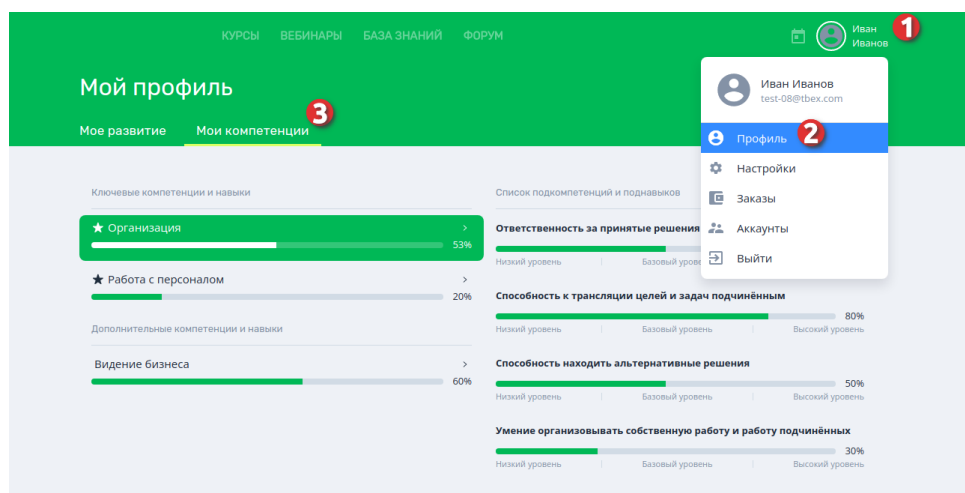 КУРСЫ ВЕБИНАРЫ БАЗА ЗНАНИЙ ФОРУМ
Иван
Иванов
1
Мой профиль
Иван Иванов
test-08@tbex.com
3
Мое развитие Мои компетенции
Профиль 2
Настройки
Заказы
Аккаунты
Выйти
Ключевые компетенции и навыки
★ Организация >
53%
★ Работа с персоналом >
20%
Дополнительные компетенции и навыки
Видение бизнеса >
60%
Список подкомпетенций и поднавыков
Ответственность за принятые решения
Низкий уровень Базовый уров
Способность к трансляции целей и задач подчинённым
80%
Низкий уровень Базовый уровень Высокий уровень
Способность находить альтернативные решения
50%
Низкий уровень Базовый уровень Высокий уровень
Умение организовывать собственную работу и работу подчинённых
30%
Низкий уровень Базовый уровень Высокий уровень